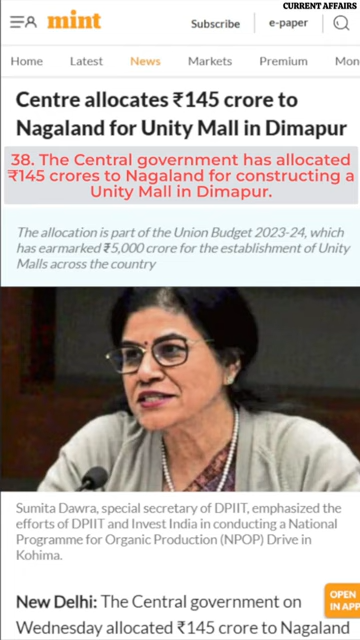 CURRENT AFFAIRS
mint
Subscribe
e-paper
Home Latest News Markets Premium Mon
Centre allocates ₹145 crore to
Nagaland for Unity Mall in Dimapur
38. The Central government has allocated
₹145 crores to Nagaland for constructing a
Unity Mall in Dimapur.
The allocation is part of the Union Budget 2023-24, which
has earmarked ₹5,000 crore for the establishment of Unity
Malls across the country
Sumita Dawra, special secretary of DPIIT, emphasized the
efforts of DPIIT and Invest India in conducting a National
Programme for Organic Production (NPOP) Drive in
Kohima.
OPEN
IN APP
New Delhi: The Central government on
Wednesday allocated ₹145 crore to Nagaland